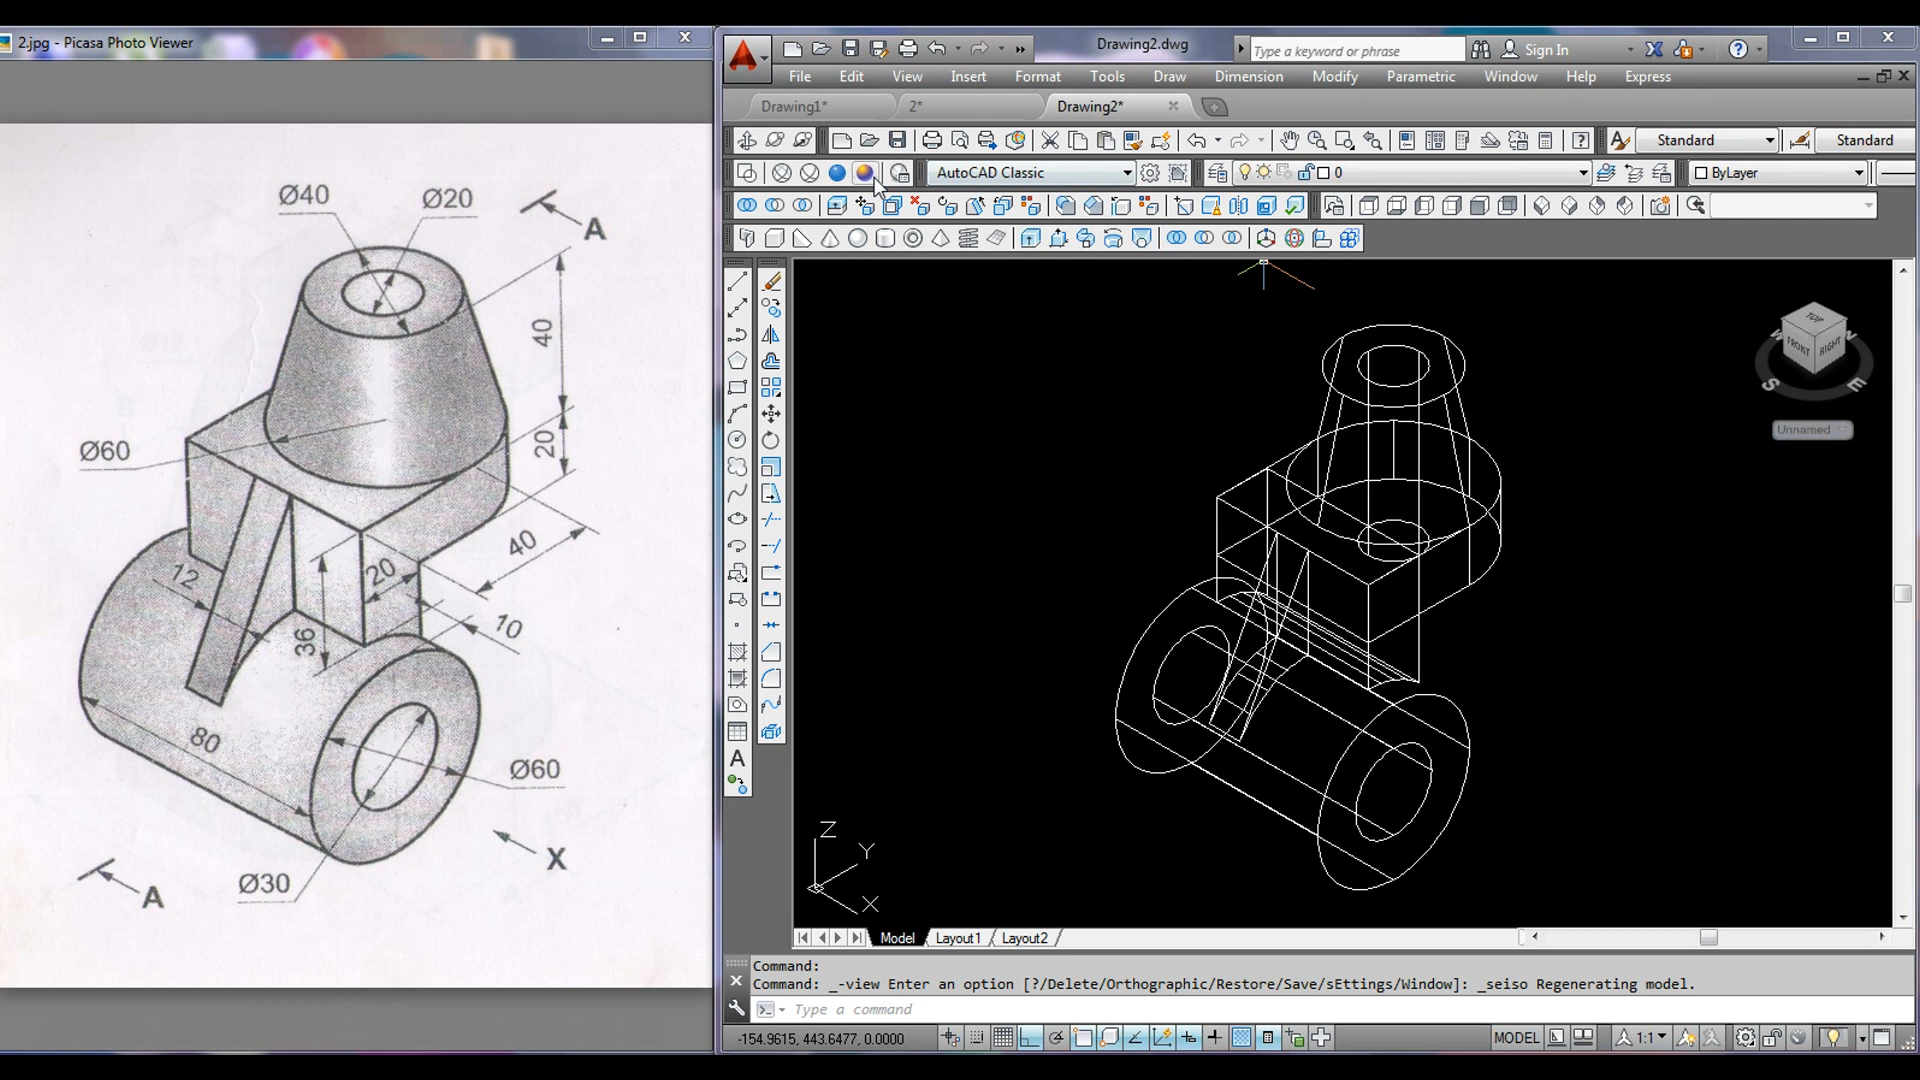 2.jpg - Picasa Photo Viewer
Ø40
Ø20
A
40
Ø60
20
40
12
20
10
36
80
Ø60
X
Ø30
A
Drawing2.dwg
Type a keyword or phrase
Sign In
File Edit View Insert Format Tools Draw Dimension Modify Parametric Window Help Express
Drawing1* 2* Drawing2*
Standard Standard
AutoCAD Classic 0 ByLayer
TOP
FRONT RIGHT
W N
S E
Unnamed
Z
Y
X
Model Layout1 Layout2
Command:
Command: _-view Enter an option [?/Delete/Orthographic/Restore/Save/sEttings/Window]: _seiso Regenerating model.
Type a command
-154.9615, 443.6477, 0.0000 MODEL 1:1